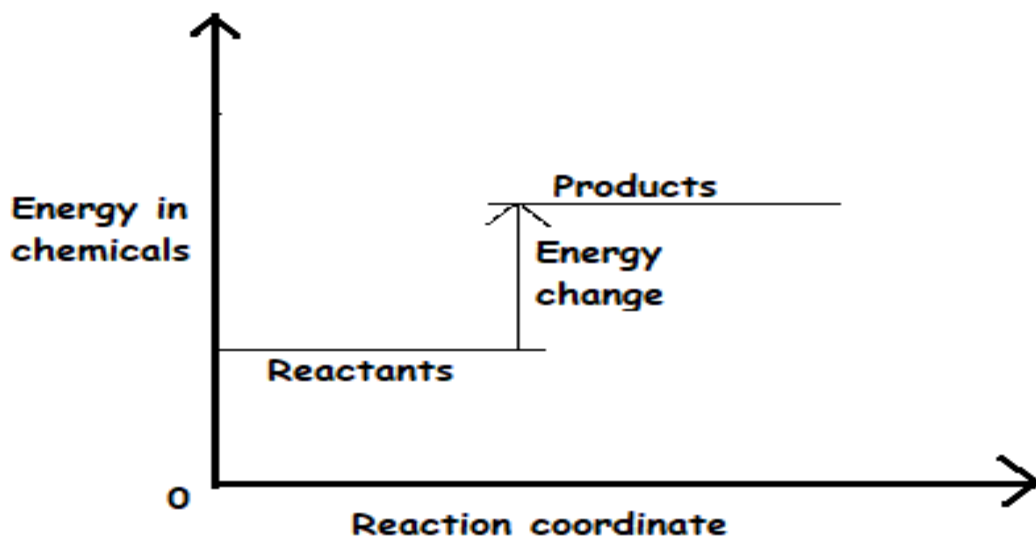 Products
Energy in
chemicals
Energy
change
Reactants
0
Reaction coordinate